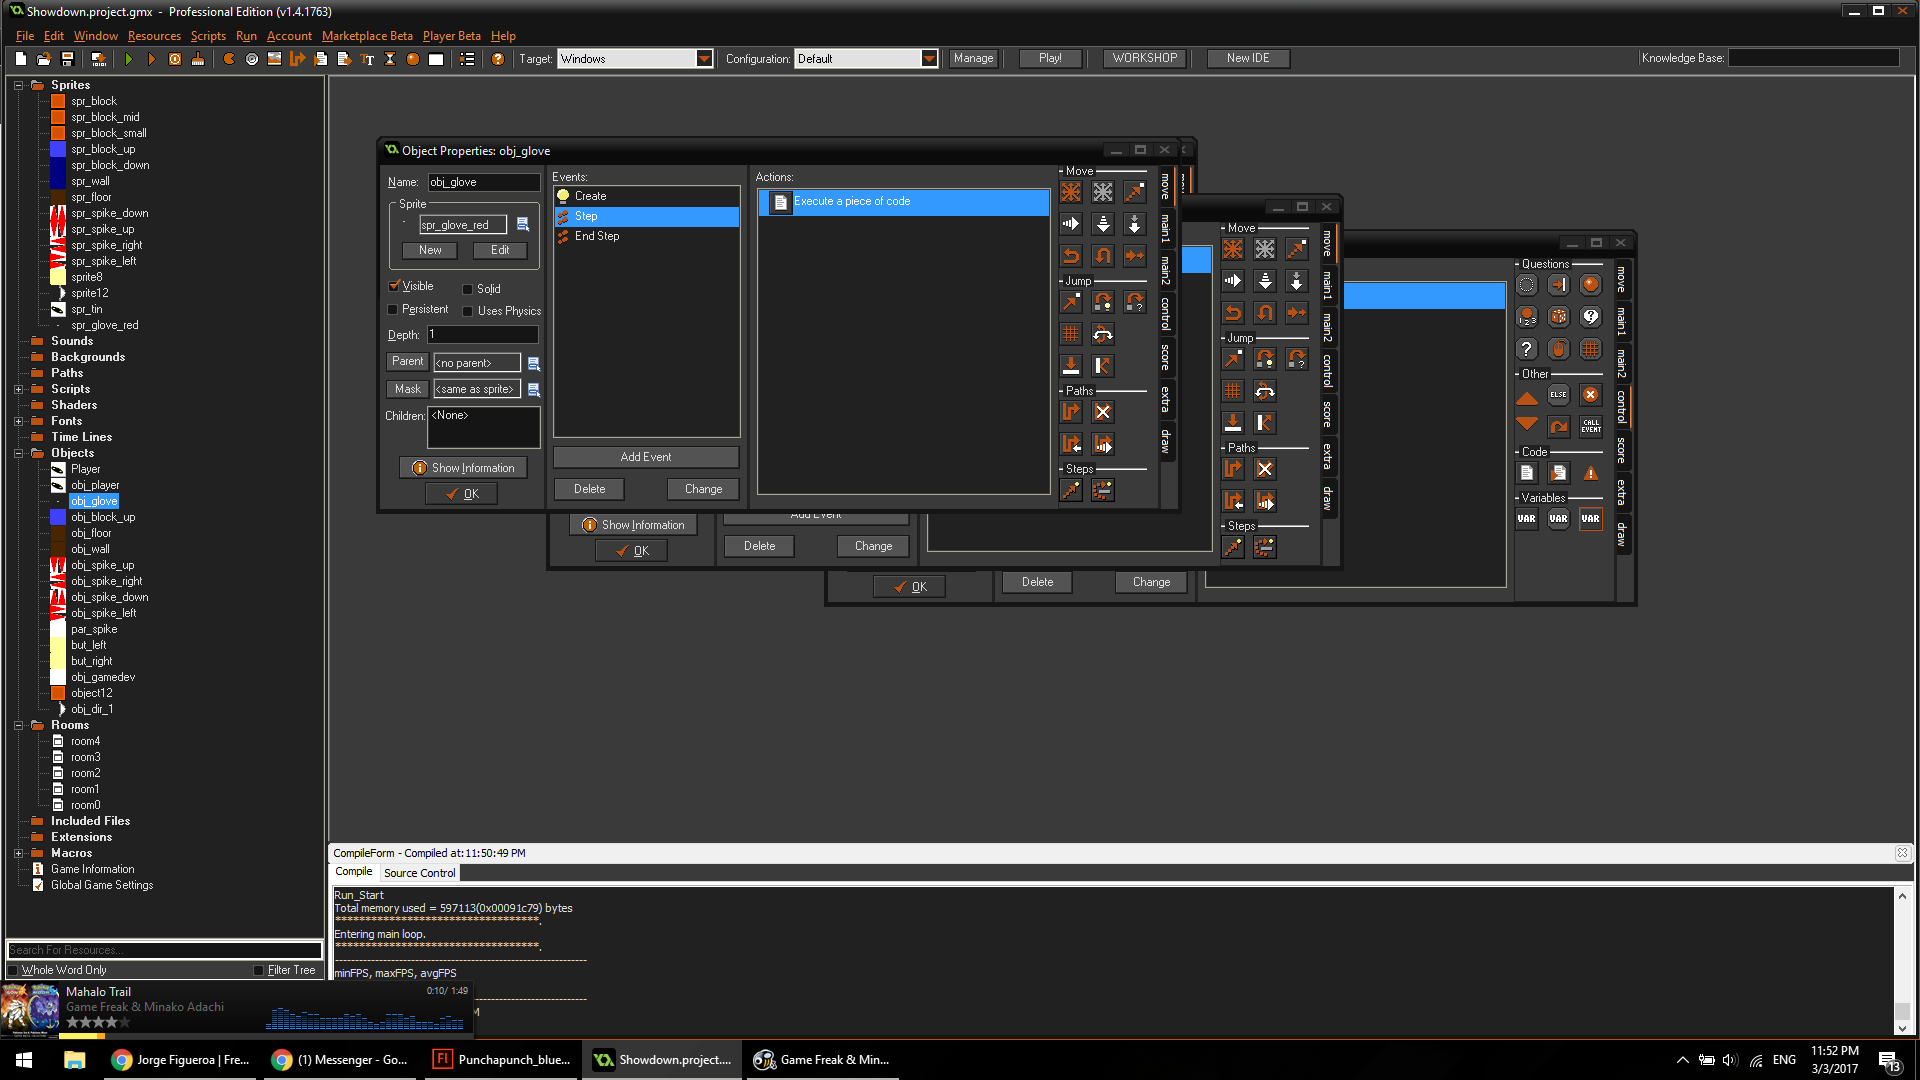 Showdown.project.gmx - Professional Edition (v1.4.1763)
File Edit Window Resources Scripts Run Account Marketplace Beta Player Beta Help
Target: Windows Configuration: Default Manage Play! WORKSHOP New IDE Knowledge Base:
Sprites
spr_block
spr_block_mid
spr_block_small
spr_block_up
spr_block_down
spr_wall
spr_floor
spr_spike_down
spr_spike_up
spr_spike_right
spr_spike_left
sprite8
sprite12
spr_tin
spr_glove_red
Sounds
Backgrounds
Paths
Scripts
Shaders
Fonts
Time Lines
Objects
Player
obj_player
obj_glove
obj_block_up
obj_floor
obj_wall
obj_spike_up
obj_spike_right
obj_spike_down
obj_spike_left
par_spike
but_left
but_right
obj_gamedev
object12
obj_dir_1
Rooms
room4
room3
room2
room1
room0
Included Files
Extensions
Macros
Game Information
Global Game Settings
Search For Resources...
Whole Word Only Filter Tree
Object Properties: obj_glove
Name: obj_glove
Sprite
spr_glove_red
New Edit
Visible Solid
Persistent Uses Physics
Depth: 1
Parent <no parent>
Mask <same as sprite>
Children: <None>
Show Information
OK
Events:
Create
Step
End Step
Add Event
Delete Change
Actions:
Execute a piece of code
Move
Jump
Paths
Steps
move
main1
main2
control
score
extra
draw
Show Information
OK
Add Event
Delete Change
Move
Jump
Paths
Steps
move
main1
main2
control
score
extra
draw
OK
Delete Change
Questions
Other
ELSE
CALL EVENT
Code
Variables
VAR VAR VAR
move
main1
main2
control
score
extra
draw
CompileForm - Compiled at:11:50:49 PM
Compile Source Control
Run_Start
Total memory used = 597113(0x00091c79) bytes
***********************************.
Entering main loop.
***********************************.
minFPS, maxFPS, avgFPS
M
Mahalo Trail 0:10/ 1:49
Game Freak & Minako Adachi
Jorge Figueroa | Fre...
(1) Messenger - Go...
Punchapunch_blue...
Showdown.project....
Game Freak & Min...
ENG
11:52 PM
3/3/2017
13